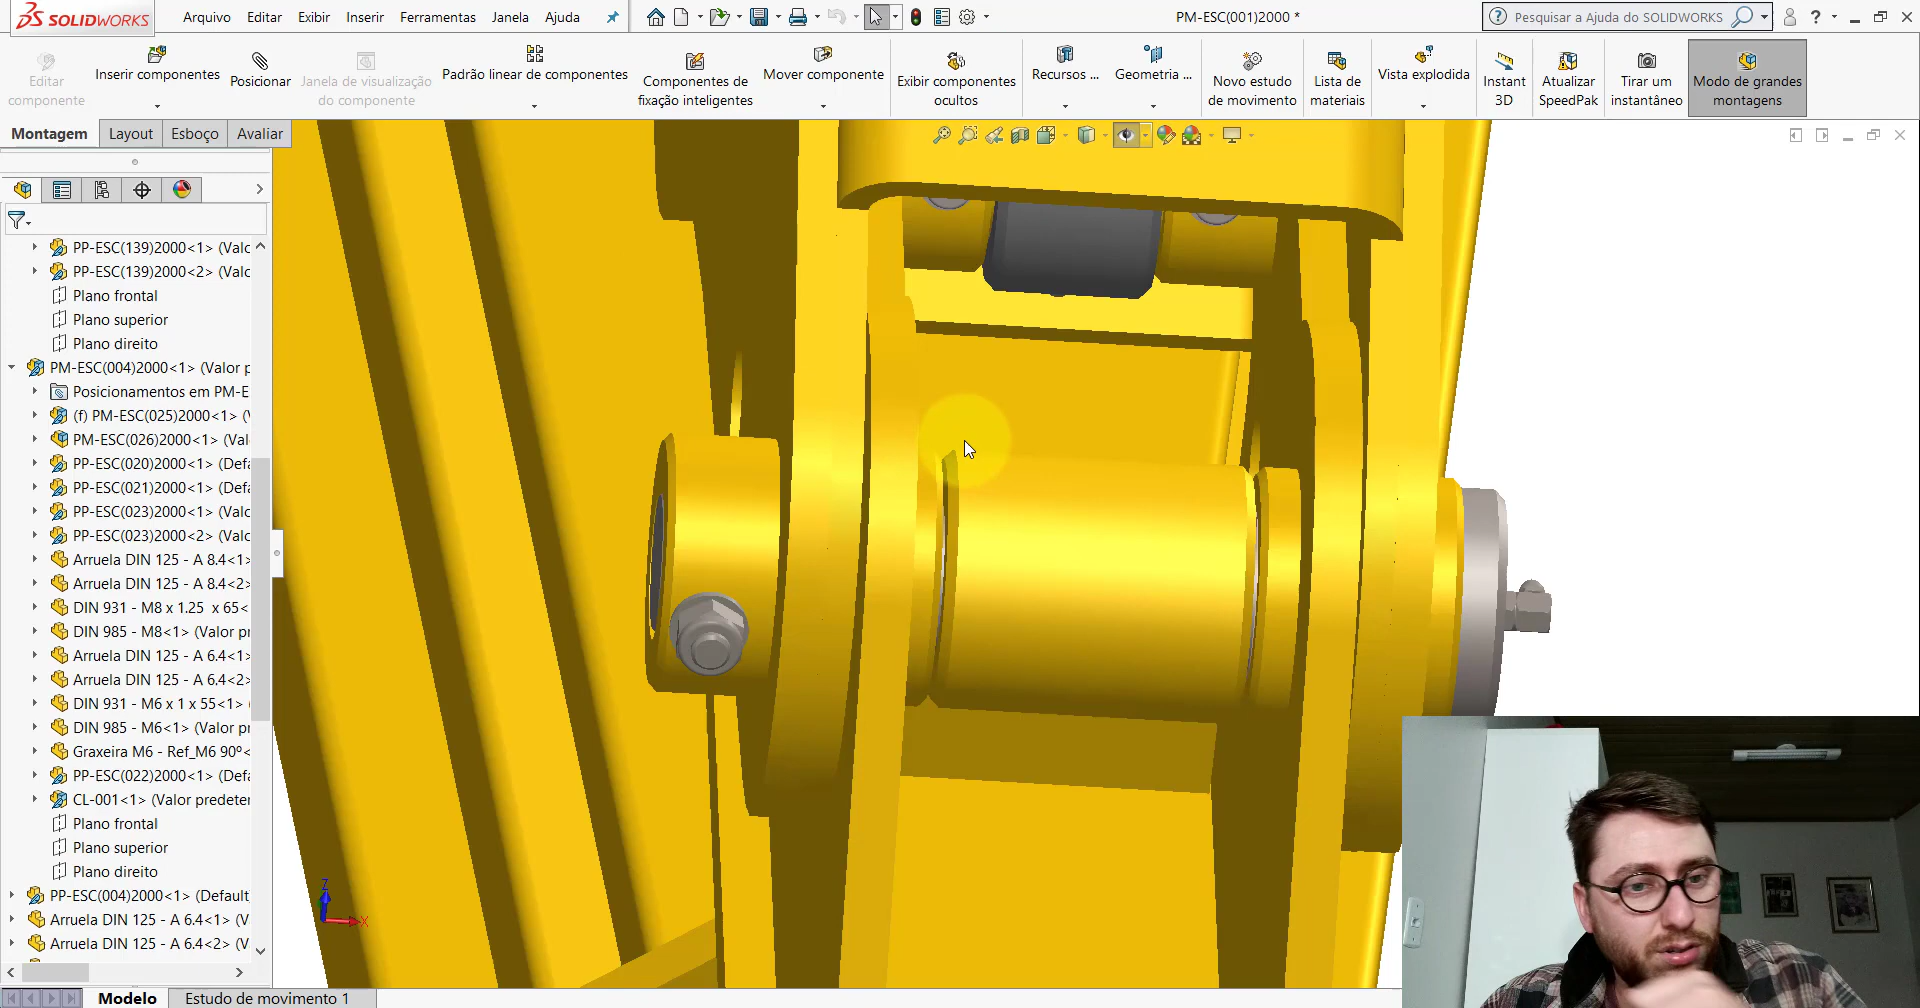 SOLIDWORKS
Arquivo Editar Exibir Inserir Ferramentas Janela Ajuda
PM-ESC(001)2000 *
Pesquisar a Ajuda do SOLIDWORKS
Editar componente
Inserir componentes
Posicionar
Janela de visualização do componente
Padrão linear de componentes
Componentes de fixação inteligentes
Mover componente
Exibir componentes ocultos
Recursos ...
Geometria ...
Novo estudo de movimento
Lista de materiais
Vista explodida
Instant 3D
Atualizar SpeedPak
Tirar um instantâneo
Modo de grandes montagens
Montagem Layout Esboço Avaliar
PP-ESC(139)2000<1> (Valc
PP-ESC(139)2000<2> (Valc
Plano frontal
Plano superior
Plano direito
PM-ESC(004)2000<1> (Valor p
Posicionamentos em PM-E
(f) PM-ESC(025)2000<1> (V
PM-ESC(026)2000<1> (Val
PP-ESC(020)2000<1> (Defa
PP-ESC(021)2000<1> (Defa
PP-ESC(023)2000<1> (Valc
PP-ESC(023)2000<2> (Valc
Arruela DIN 125 - A 8.4<1>
Arruela DIN 125 - A 8.4<2>
DIN 931 - M8 x 1.25 x 65<
DIN 985 - M8<1> (Valor pr
Arruela DIN 125 - A 6.4<1>
Arruela DIN 125 - A 6.4<2>
DIN 931 - M6 x 1 x 55<1> (
DIN 985 - M6<1> (Valor pr
Graxeira M6 - Ref_M6 90º<
PP-ESC(022)2000<1> (Defa
CL-001<1> (Valor predeter
Plano frontal
Plano superior
Plano direito
PP-ESC(004)2000<1> (Default
Arruela DIN 125 - A 6.4<1> (V
Arruela DIN 125 - A 6.4<2> (V
Z
X
Modelo Estudo de movimento 1